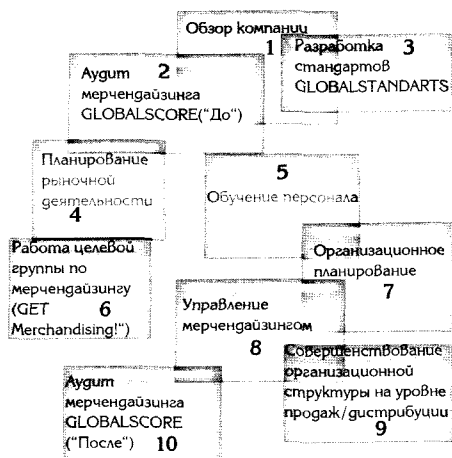 Обзор компании
1
Разработка 3
стандартов
GLOBALSTANDARTS
Аудит 2
мерчендайзинга
GLOBALSCORE("До")
Планирование
рыночной
деятельности
4
5
Обучение персонала
Работа целевой
группы по
мерчендайзингу
(GET 6
Merchandising!")
Организационное
планирование
7
Управление
мерчендайзингом
8
Совершенствование
организационной
структуры на уровне
продаж/дистрибуции
9
Аудит
мерчендайзинга
GLOBALSCORE
("После") 10